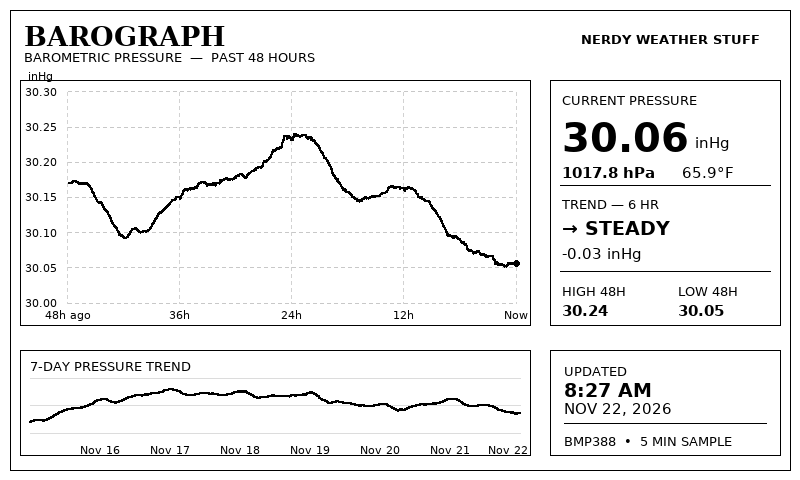 BAROGRAPH
BAROMETRIC PRESSURE — PAST 48 HOURS
NERDY WEATHER STUFF
inHg
30.30
30.25
30.20
30.15
30.10
30.05
30.00
48h ago 36h 24h 12h Now
CURRENT PRESSURE
30.06 inHg
1017.8 hPa 65.9°F
TREND — 6 HR
→ STEADY
-0.03 inHg
HIGH 48H LOW 48H
30.24 30.05
7-DAY PRESSURE TREND
Nov 16 Nov 17 Nov 18 Nov 19 Nov 20 Nov 21 Nov 22
UPDATED
8:27 AM
NOV 22, 2026
BMP388 • 5 MIN SAMPLE